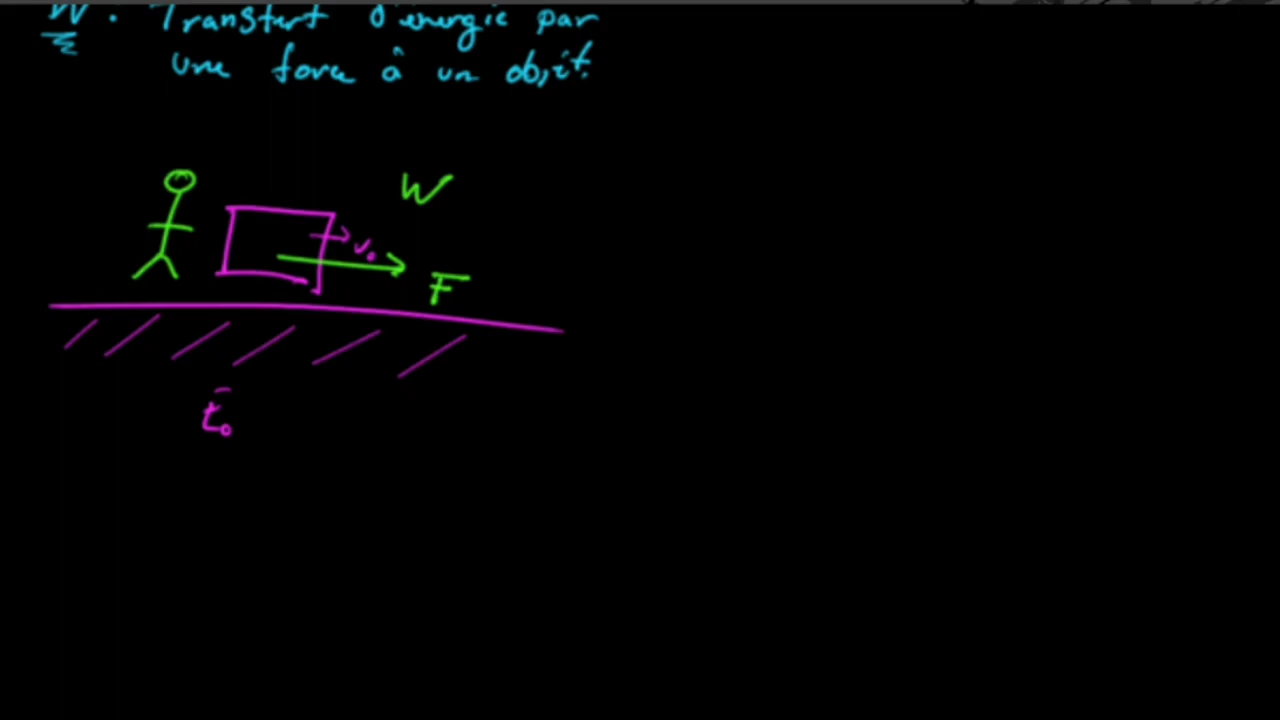 W : Transfert d'énergie par
une force à un objet.
W
v₀
F
t₀